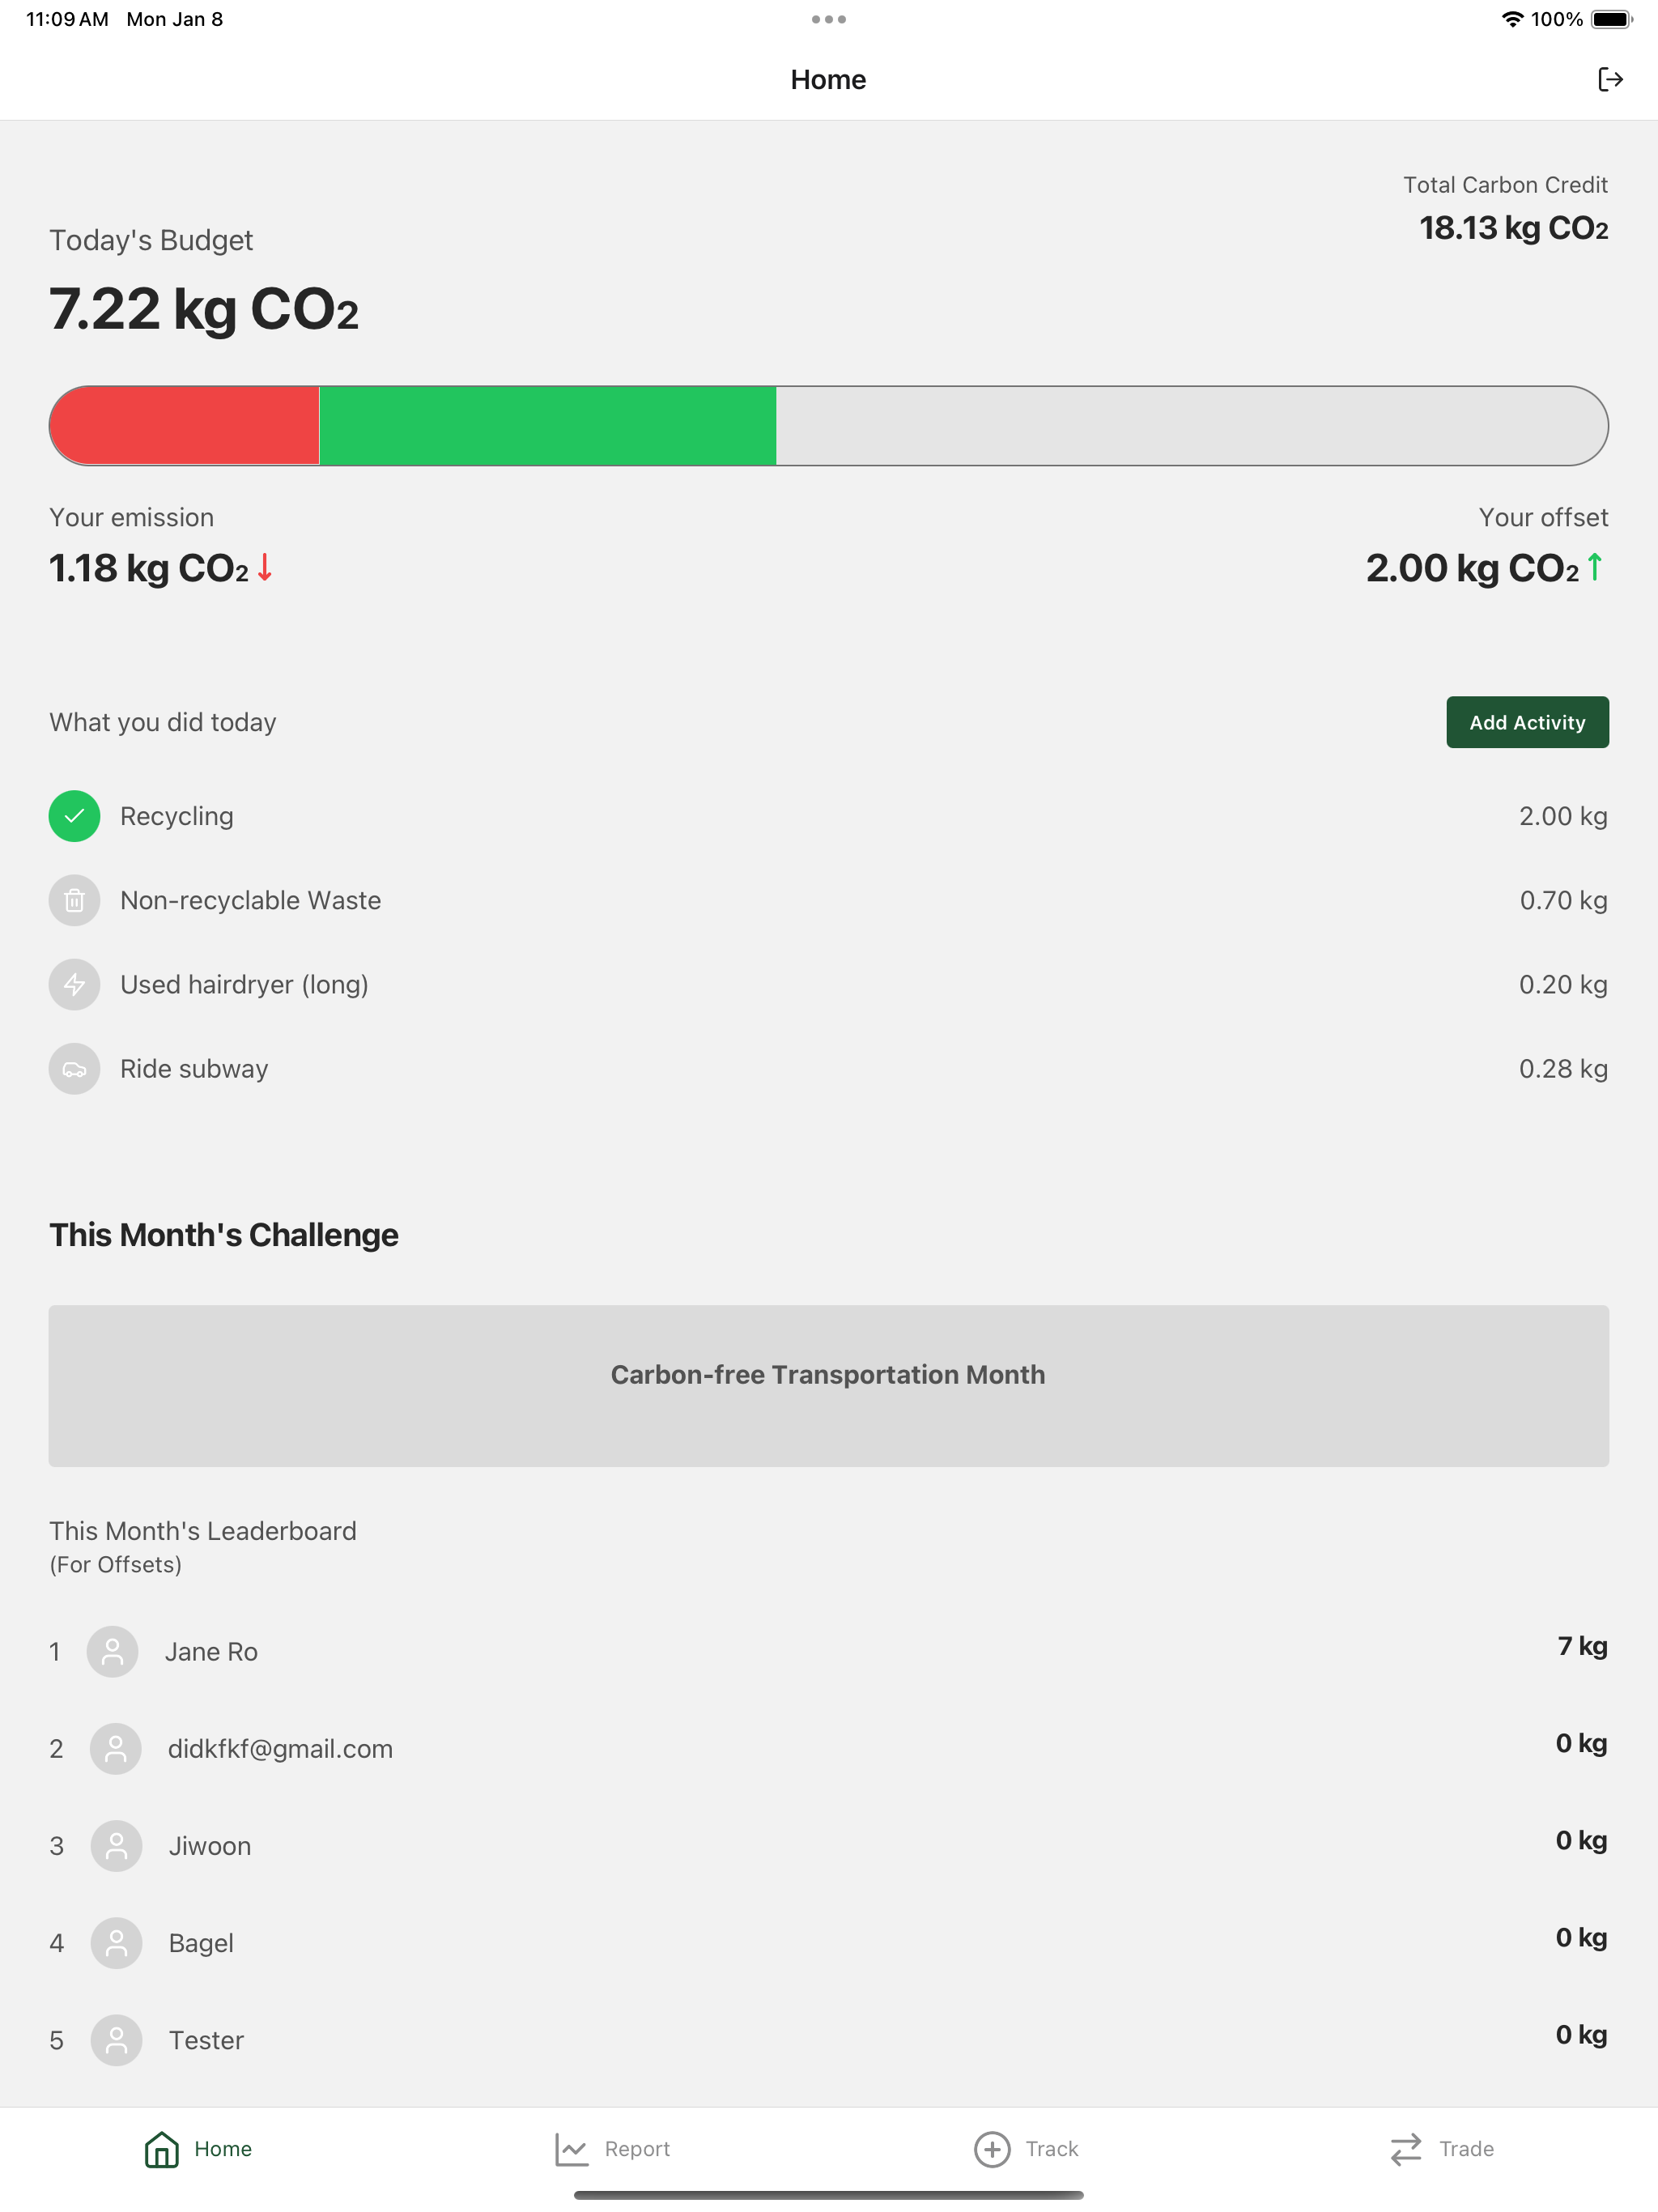 11:09 AM Mon Jan 8
100%
Home
Total Carbon Credit
18.13 kg CO2
Today's Budget
7.22 kg CO2
Your emission
1.18 kg CO2
Your offset
2.00 kg CO2
What you did today
Add Activity
Recycling 2.00 kg
Non-recyclable Waste 0.70 kg
Used hairdryer (long) 0.20 kg
Ride subway 0.28 kg
This Month's Challenge
Carbon-free Transportation Month
This Month's Leaderboard
(For Offsets)
1 Jane Ro 7 kg
2 didkfkf@gmail.com 0 kg
3 Jiwoon 0 kg
4 Bagel 0 kg
5 Tester 0 kg
Home Report Track Trade